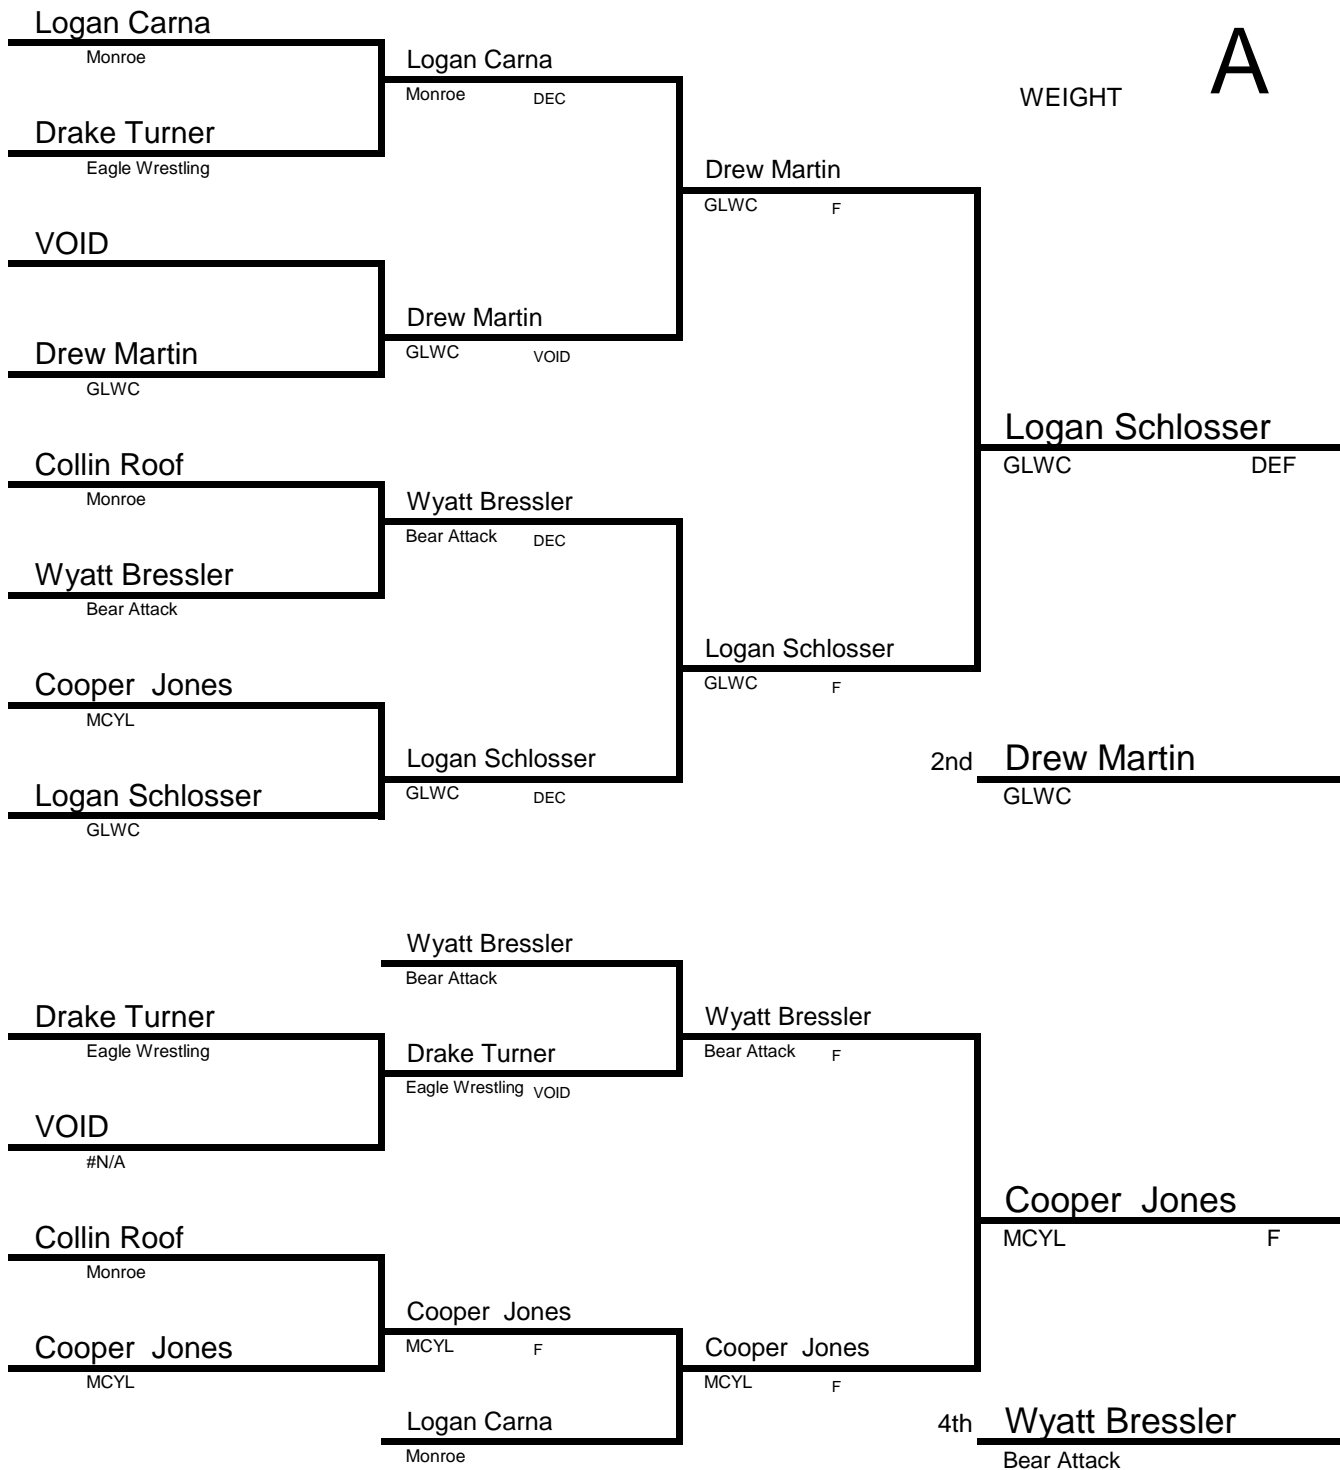 Logan Carna
Monroe
Logan Carna
Monroe DEC
WEIGHT A
Drake Turner
Eagle Wrestling
Drew Martin
GLWC F
VOID
Drew Martin
GLWC VOID
Drew Martin
GLWC
Logan Schlosser
GLWC DEF
Collin Roof
Monroe
Wyatt Bressler
Bear Attack DEC
Wyatt Bressler
Bear Attack
Logan Schlosser
GLWC F
Cooper Jones
MCYL
Logan Schlosser
GLWC DEC
2nd Drew Martin
GLWC
Logan Schlosser
GLWC
Wyatt Bressler
Bear Attack
Drake Turner
Eagle Wrestling
Wyatt Bressler
Bear Attack F
Drake Turner
Eagle Wrestling VOID
VOID
#N/A
Cooper Jones
MCYL F
Collin Roof
Monroe
Cooper Jones
MCYL F
Cooper Jones
MCYL
Cooper Jones
MCYL F
Logan Carna
Monroe
4th Wyatt Bressler
Bear Attack